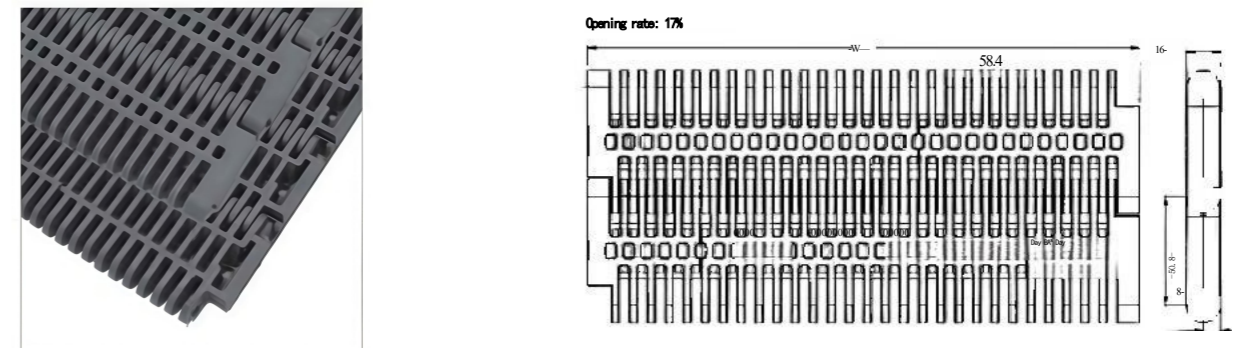 Opening rate: 17%
-W-
58.4
16-
-50. 8-
8-